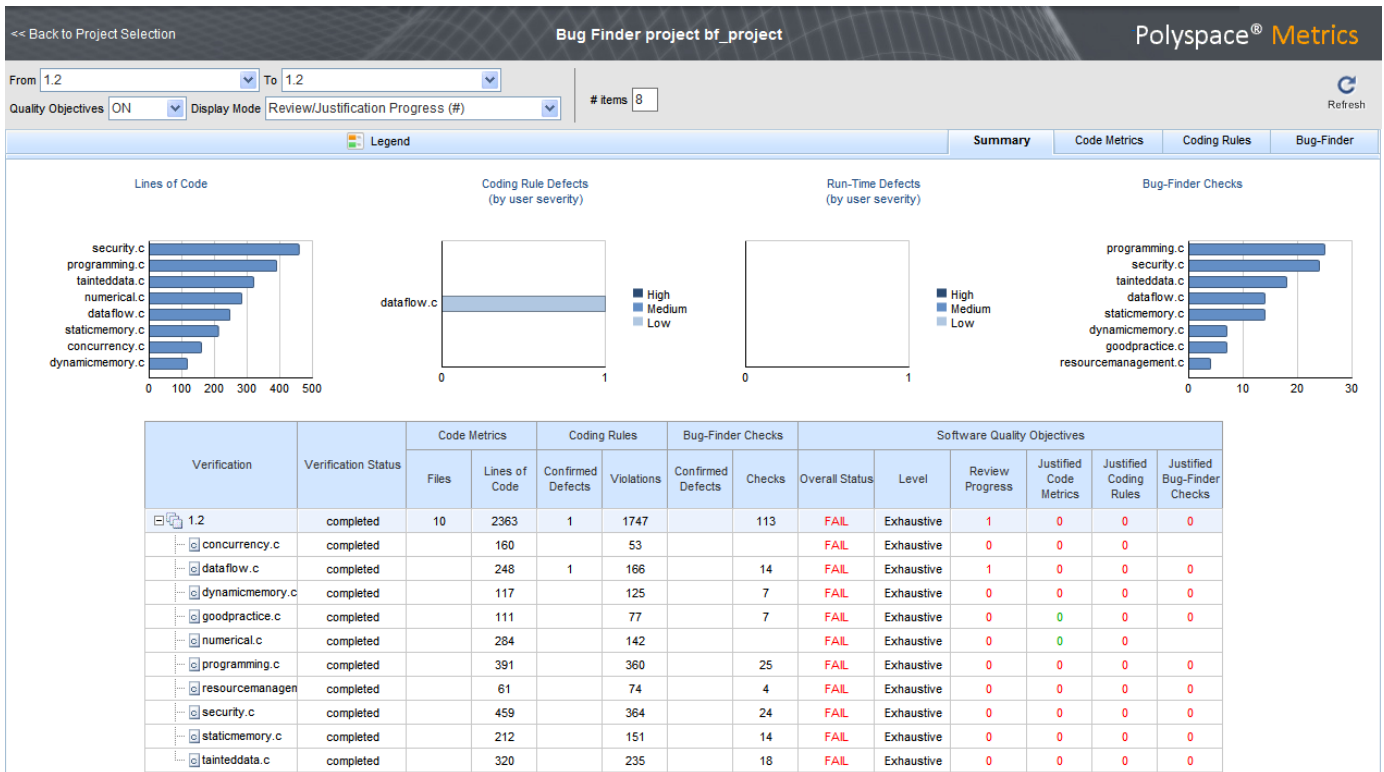 << Back to Project Selection
Bug Finder project bf_project
Polyspace® Metrics
From 1.2 To 1.2
Quality Objectives ON Display Mode Review/Justification Progress (#)
# items 8
Refresh
Legend
Summary Code Metrics Coding Rules Bug-Finder
Lines of Code
security.c
programming.c
tainteddata.c
numerical.c
dataflow.c
staticmemory.c
concurrency.c
dynamicmemory.c
0 100 200 300 400 500
Coding Rule Defects
(by user severity)
dataflow.c
0 1
High
Medium
Low
Run-Time Defects
(by user severity)
0 1
High
Medium
Low
Bug-Finder Checks
programming.c
security.c
tainteddata.c
dataflow.c
staticmemory.c
dynamicmemory.c
goodpractice.c
resourcemanagement.c
0 10 20 30
Verification
Verification Status
Code Metrics
Files
Lines of
Code
Coding Rules
Confirmed
Defects
Violations
Bug-Finder Checks
Confirmed
Defects
Checks
Software Quality Objectives
Overall Status
Level
Review
Progress
Justified
Code
Metrics
Justified
Coding
Rules
Justified
Bug-Finder
Checks
1.2 completed 10 2363 1 1747 113 FAIL Exhaustive 1 0 0 0
concurrency.c completed 160 53 FAIL Exhaustive 0 0 0
dataflow.c completed 248 1 166 14 FAIL Exhaustive 1 0 0 0
dynamicmemory.c completed 117 125 7 FAIL Exhaustive 0 0 0 0
goodpractice.c completed 111 77 7 FAIL Exhaustive 0 0 0 0
numerical.c completed 284 142 FAIL Exhaustive 0 0 0
programming.c completed 391 360 25 FAIL Exhaustive 0 0 0 0
resourcemanagen completed 61 74 4 FAIL Exhaustive 0 0 0 0
security.c completed 459 364 24 FAIL Exhaustive 0 0 0 0
staticmemory.c completed 212 151 14 FAIL Exhaustive 0 0 0 0
tainteddata.c completed 320 235 18 FAIL Exhaustive 0 0 0 0